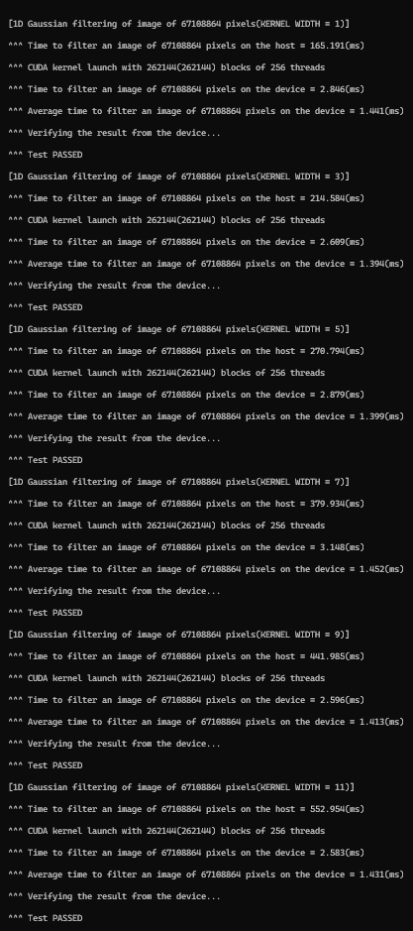 [1D Gaussian filtering of image of 67108864 pixels(KERNEL WIDTH = 1)]
^^^ Time to filter an image of 67108864 pixels on the host = 165.191(ms)
^^^ CUDA kernel launch with 262144(262144) blocks of 256 threads
^^^ Time to filter an image of 67108864 pixels on the device = 2.846(ms)
^^^ Average time to filter an image of 67108864 pixels on the device = 1.441(ms)
^^^ Verifying the result from the device...
^^^ Test PASSED
[1D Gaussian filtering of image of 67108864 pixels(KERNEL WIDTH = 3)]
^^^ Time to filter an image of 67108864 pixels on the host = 214.584(ms)
^^^ CUDA kernel launch with 262144(262144) blocks of 256 threads
^^^ Time to filter an image of 67108864 pixels on the device = 2.609(ms)
^^^ Average time to filter an image of 67108864 pixels on the device = 1.394(ms)
^^^ Verifying the result from the device...
^^^ Test PASSED
[1D Gaussian filtering of image of 67108864 pixels(KERNEL WIDTH = 5)]
^^^ Time to filter an image of 67108864 pixels on the host = 270.794(ms)
^^^ CUDA kernel launch with 262144(262144) blocks of 256 threads
^^^ Time to filter an image of 67108864 pixels on the device = 2.879(ms)
^^^ Average time to filter an image of 67108864 pixels on the device = 1.399(ms)
^^^ Verifying the result from the device...
^^^ Test PASSED
[1D Gaussian filtering of image of 67108864 pixels(KERNEL WIDTH = 7)]
^^^ Time to filter an image of 67108864 pixels on the host = 379.934(ms)
^^^ CUDA kernel launch with 262144(262144) blocks of 256 threads
^^^ Time to filter an image of 67108864 pixels on the device = 3.148(ms)
^^^ Average time to filter an image of 67108864 pixels on the device = 1.452(ms)
^^^ Verifying the result from the device...
^^^ Test PASSED
[1D Gaussian filtering of image of 67108864 pixels(KERNEL WIDTH = 9)]
^^^ Time to filter an image of 67108864 pixels on the host = 441.985(ms)
^^^ CUDA kernel launch with 262144(262144) blocks of 256 threads
^^^ Time to filter an image of 67108864 pixels on the device = 2.596(ms)
^^^ Average time to filter an image of 67108864 pixels on the device = 1.413(ms)
^^^ Verifying the result from the device...
^^^ Test PASSED
[1D Gaussian filtering of image of 67108864 pixels(KERNEL WIDTH = 11)]
^^^ Time to filter an image of 67108864 pixels on the host = 552.954(ms)
^^^ CUDA kernel launch with 262144(262144) blocks of 256 threads
^^^ Time to filter an image of 67108864 pixels on the device = 2.583(ms)
^^^ Average time to filter an image of 67108864 pixels on the device = 1.431(ms)
^^^ Verifying the result from the device...
^^^ Test PASSED